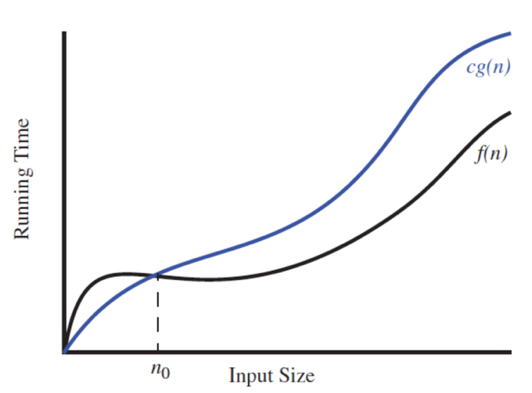 cg(n)
f(n)
Running Time
n0
Input Size